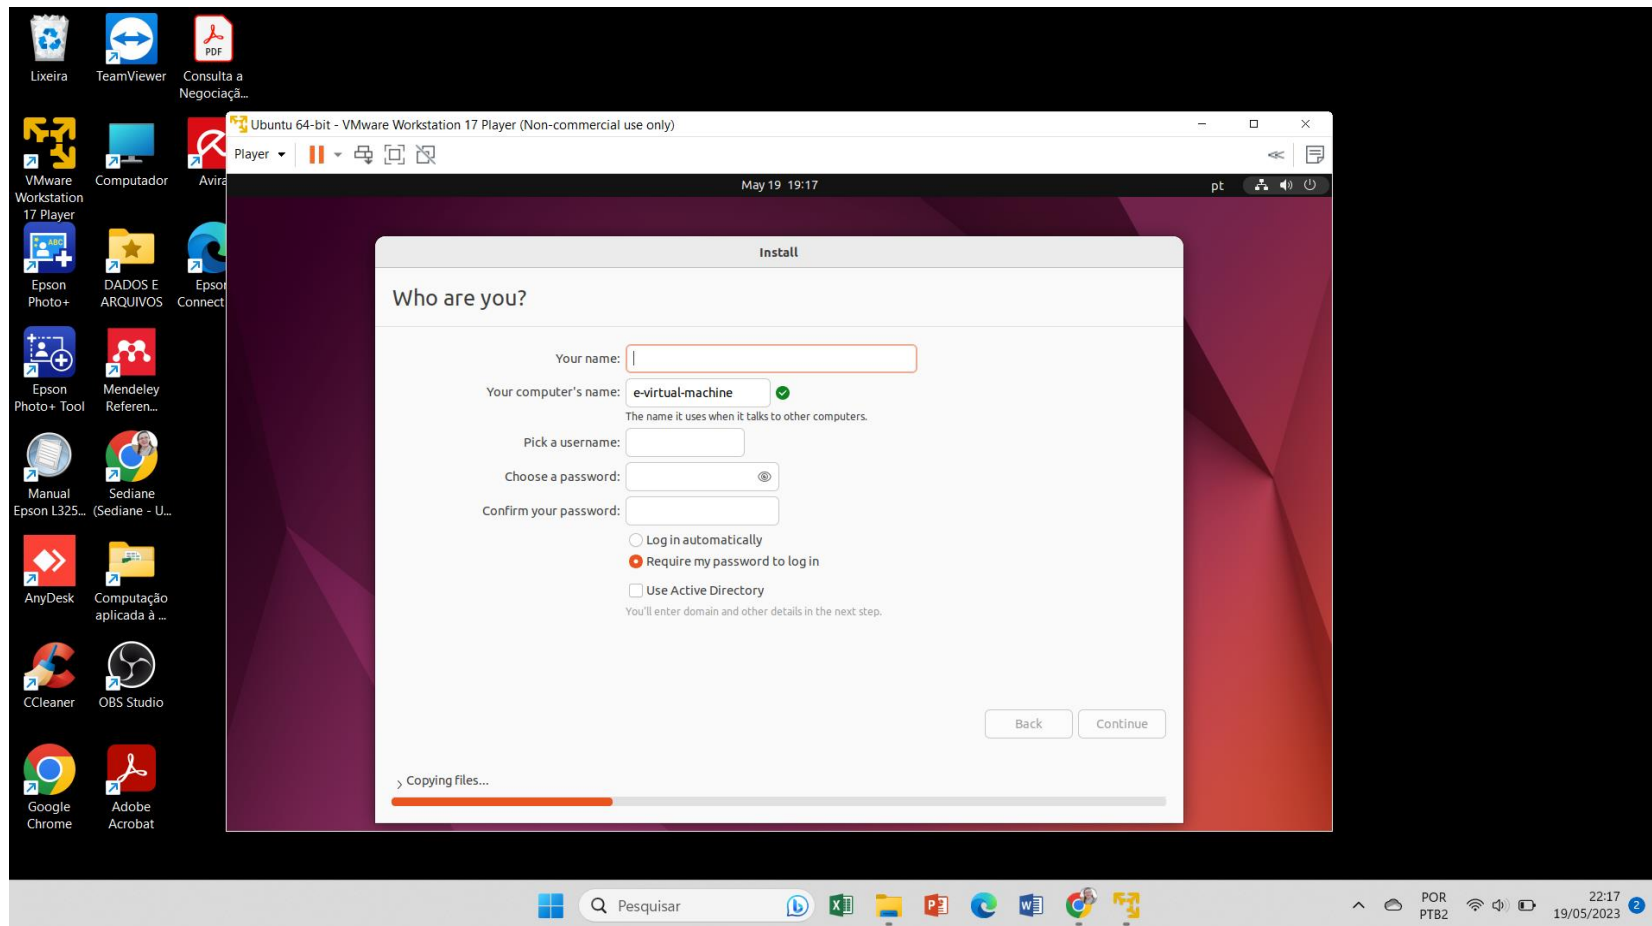 Lixeira
TeamViewer
PDF
Consulta a
Negociaçã...
VMware
Workstation
17 Player
Computador
Avira
ABC
Epson
Photo+
DADOS E
ARQUIVOS
Epson
Connect
Epson
Photo+ Tool
Mendeley
Referen...
Manual
Epson L325...
Sediane
(Sediane - U...
AnyDesk
Computação
aplicada à ...
CCleaner
OBS Studio
Google
Chrome
Adobe
Acrobat
Ubuntu 64-bit - VMware Workstation 17 Player (Non-commercial use only)
Player
May 19 19:17
pt
Install
Who are you?
Your name:
Your computer's name: e-virtual-machine
The name it uses when it talks to other computers.
Pick a username:
Choose a password:
Confirm your password:
Log in automatically
Require my password to log in
Use Active Directory
You'll enter domain and other details in the next step.
Back
Continue
Copying files...
Pesquisar
POR
PTB2
22:17
19/05/2023
2